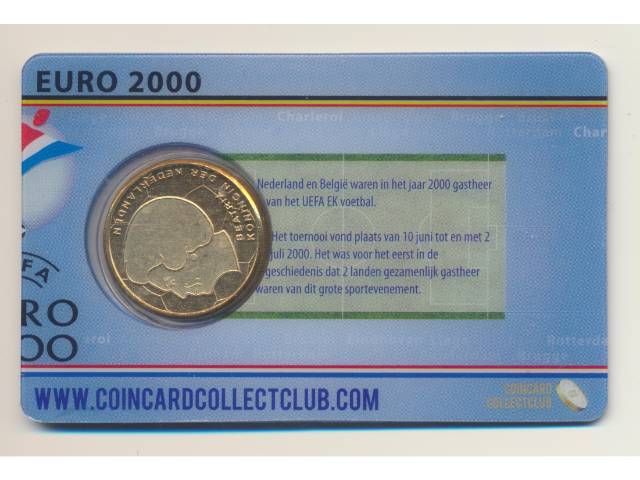 EURO 2000
Charleroi
BEATRIX
KONINGIN DER NEDERLANDEN
Nederland en België waren in het jaar 2000 gastheer
van het UEFA EK voetbal.
Het toernooi vond plaats van 10 juni tot en met 2
juli 2000. Het was voor het eerst in de
geschiedenis dat 2 landen gezamenlijk gastheer
waren van dit grote sportevenement.
EFA
RO
00
Rotterda
Brugge
WWW.COINCARDCOLLECTCLUB.COM
COINCARD
COLLECTCLUB